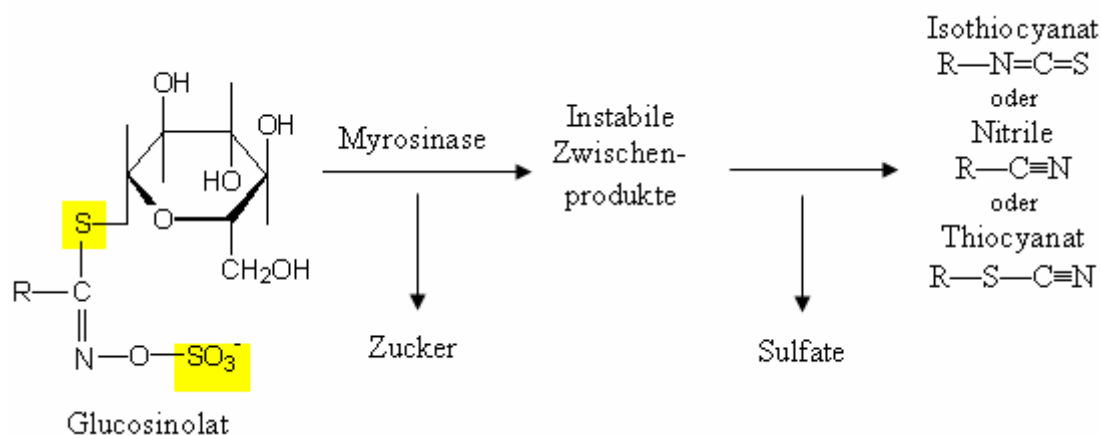 Isothiocyanat
R—N=C=S
oder
Nitrile
R—C≡N
oder
Thiocyanat
R—S—C≡N
OH
OH
HO
O
S
CH₂OH
R—C
N—O—SO₃⁻
Glucosinolat
Myrosinase
Zucker
Instabile
Zwischen-
produkte
Sulfate